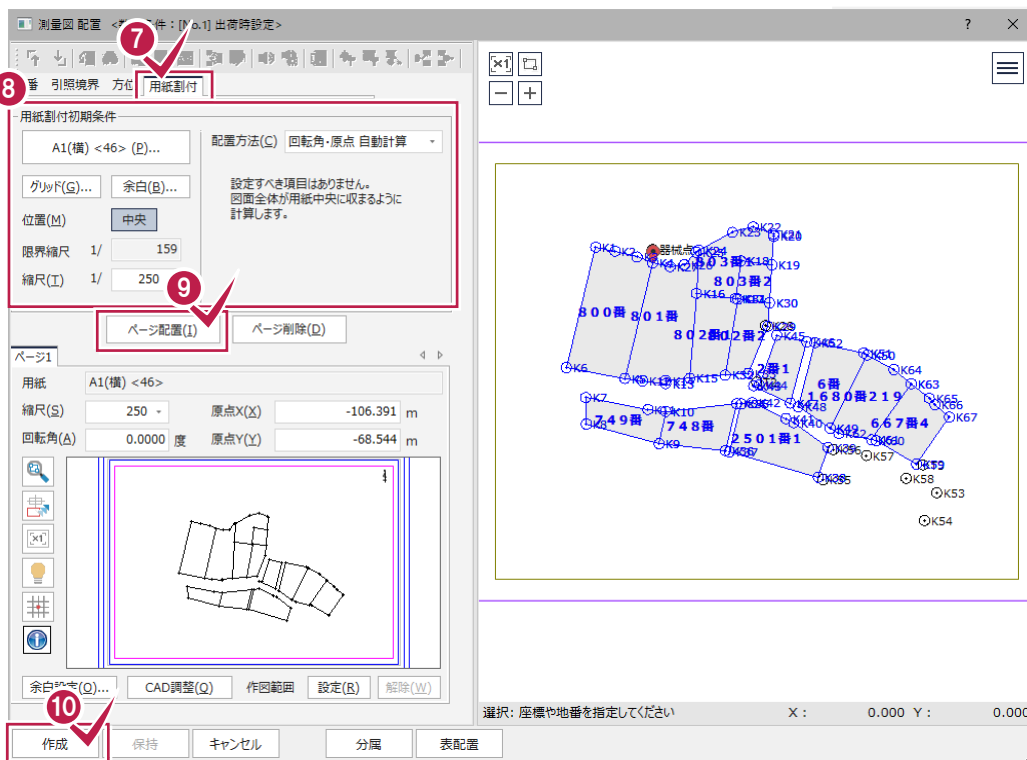 測量図 配置
件：[No.1] 出荷時設定>
?
×
7
8
番 引照境界 方位 用紙割付
用紙割付初期条件
A1(横) <46> (P)...
配置方法(C) 回転角・原点 自動計算
グリッド(G)... 余白(B)...
設定すべき項目はありません。
図面全体が用紙中央に収まるように
計算します。
位置(M) 中央
限界縮尺 1/ 159
縮尺(T) 1/ 250
9
ページ配置(I) ページ削除(D)
ページ1
用紙 A1(横) <46>
縮尺(S) 250 原点X(X) -106.391 m
回転角(A) 0.0000 度 原点Y(Y) -68.544 m
余白設定(O)... CAD調整(Q) 作図範囲 設定(R) 解除(W)
10
作成 保持 キャンセル 分属 表配置
[×1]
K22
K23
K20
器械点
K1
K2
K4
K18
K19
803番2
K16
K30
800番
801番
K29
K45
K52
K50
K64
K6
K15
2番1
6番
K63
1680番219
K65
K66
K67
K7
K10
K42
K48
749番
748番
K41
K40
667番4
K8
K9
2501番1
K57
K58
K53
K54
選択: 座標や地番を指定してください X : 0.000 Y : 0.000